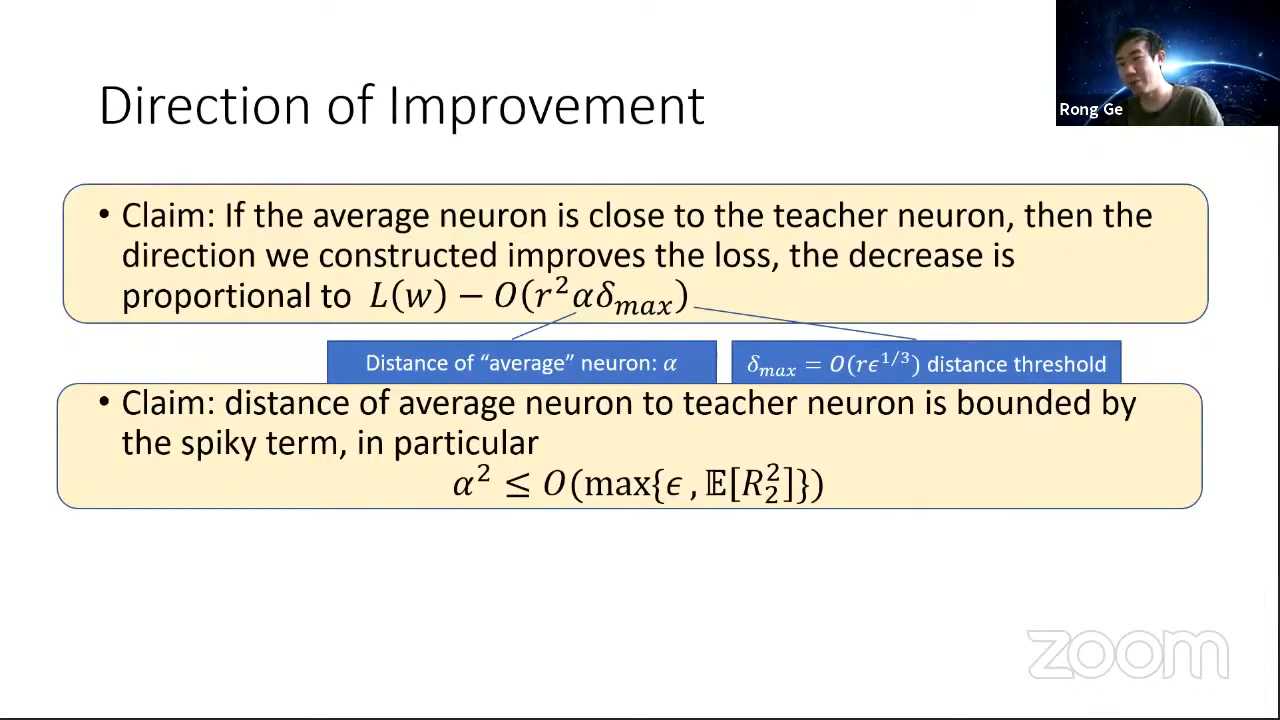 Direction of Improvement
Rong Ge
• Claim: If the average neuron is close to the teacher neuron, then the
direction we constructed improves the loss, the decrease is
proportional to L(w) − O(r²αδ_max)
Distance of “average” neuron: α
δ_max = O(rϵ^{1/3}) distance threshold
• Claim: distance of average neuron to teacher neuron is bounded by
the spiky term, in particular
α² ≤ O(max{ϵ , 𝔼[R₂²]})
zoom